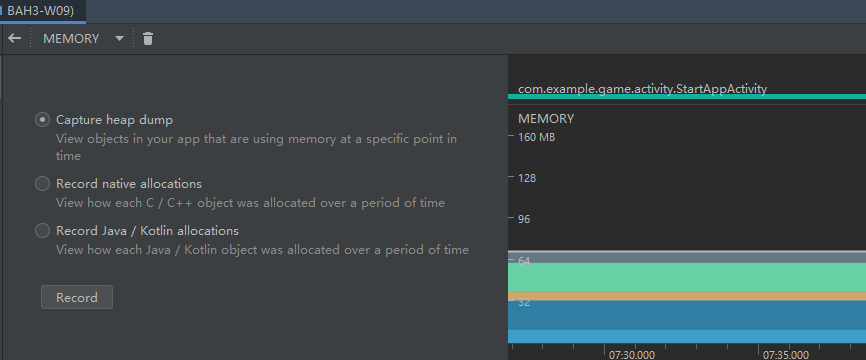 BAH3-W09)
MEMORY
com.example.game.activity.StartAppActivity
Capture heap dump
View objects in your app that are using memory at a specific point in
time
Record native allocations
View how each C / C++ object was allocated over a period of time
Record Java / Kotlin allocations
View how each Java / Kotlin object was allocated over a period of time
Record
MEMORY
160 MB
128
96
64
32
07:30.000
07:35.000